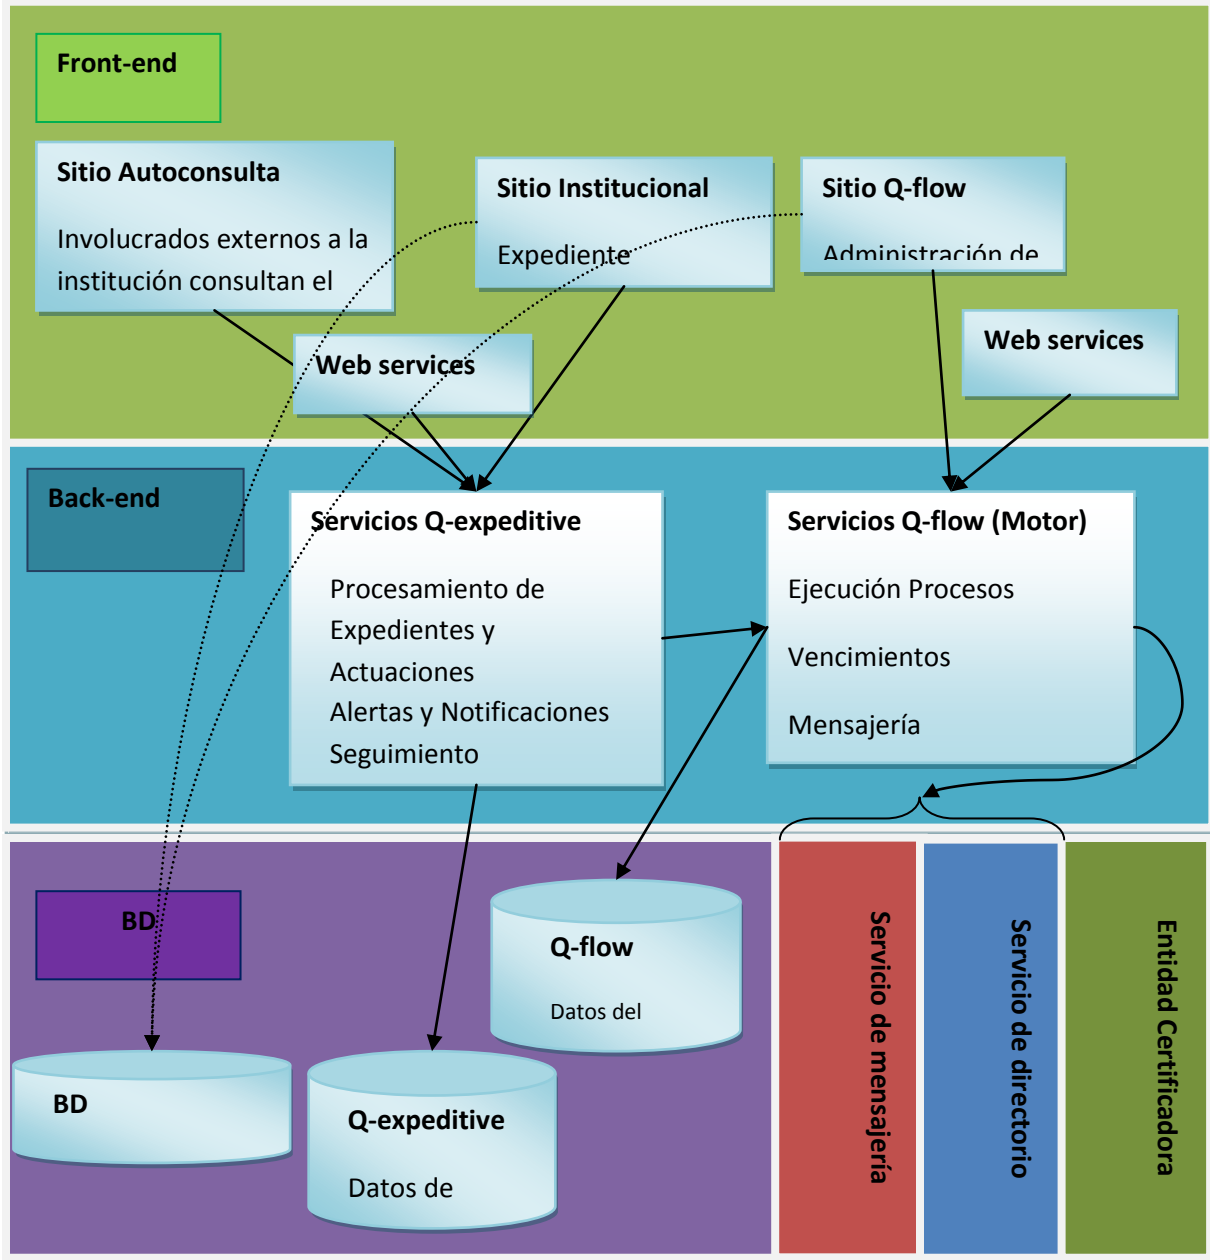 Front-end
Sitio Autoconsulta
Involucrados externos a la
institución consultan el
Sitio Institucional
Expediente
Sitio Q-flow
Administración de
Web services
Web services
Back-end
Servicios Q-expeditive
Procesamiento de
Expedientes y
Actuaciones
Alertas y Notificaciones
Seguimiento
Servicios Q-flow (Motor)
Ejecución Procesos
Vencimientos
Mensajería
BD
BD
Q-expeditive
Datos de
Q-flow
Datos del
Servicio de mensajería
Servicio de directorio
Entidad Certificadora